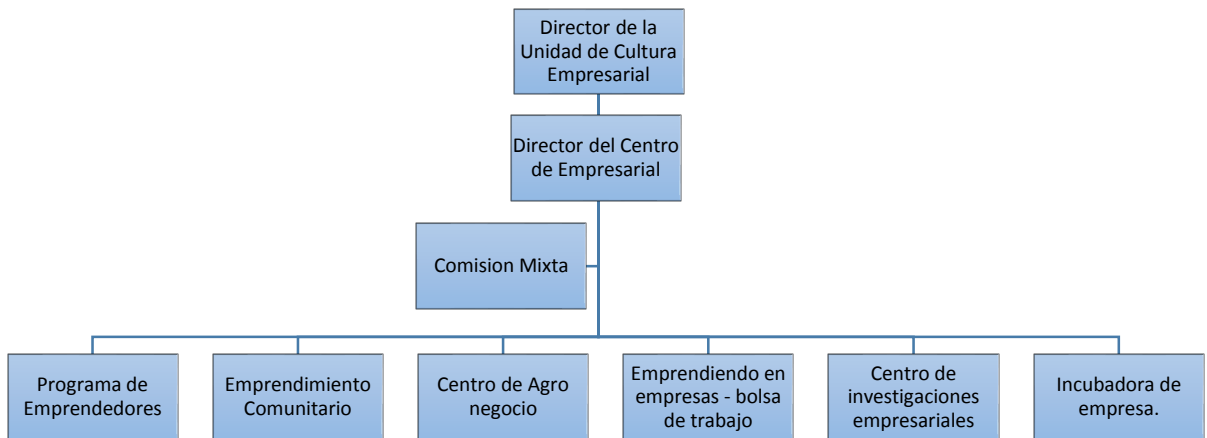 Director de la
Unidad de Cultura
Empresarial
Director del Centro
de Empresarial
Comision Mixta
Programa de
Emprendedores
Emprendimiento
Comunitario
Centro de Agro
negocio
Emprendiendo en
empresas - bolsa
de trabajo
Centro de
investigaciones
empresariales
Incubadora de
empresa.